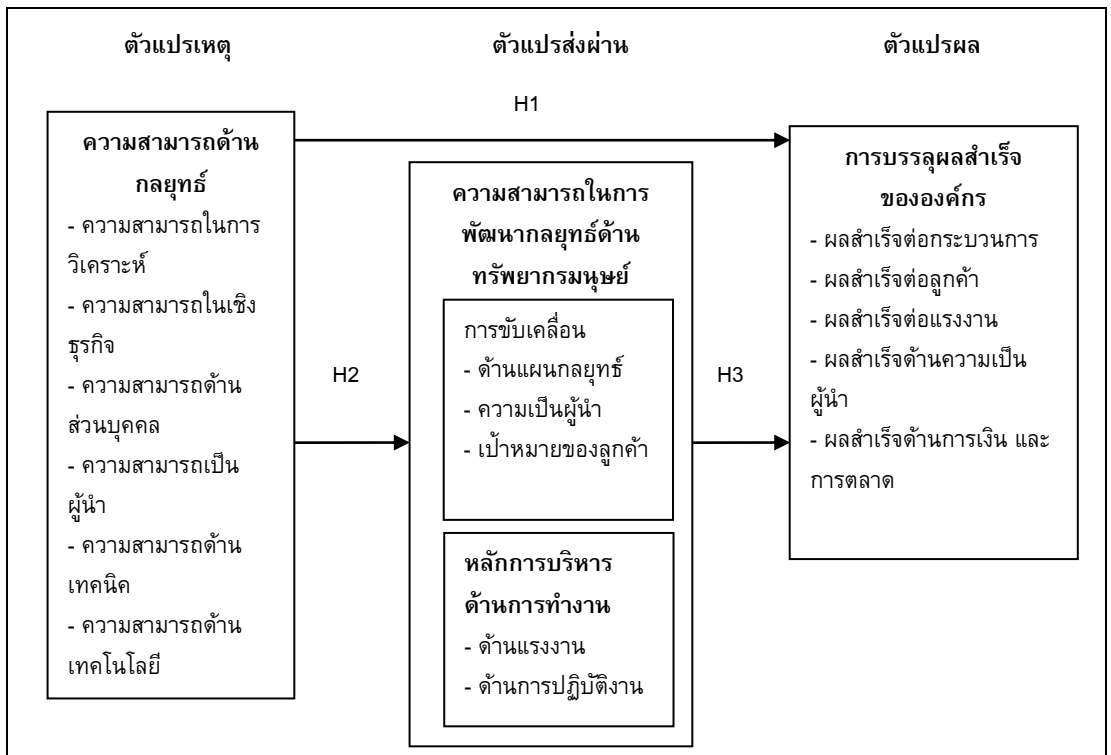 ตัวแปรเหตุ
ตัวแปรส่งผ่าน
ตัวแปรผล
H1
ความสามารถด้าน
กลยุทธ์
- ความสามารถในการ
วิเคราะห์
- ความสามารถในเชิง
ธุรกิจ
- ความสามารถด้าน
ส่วนบุคคล
- ความสามารถเป็น
ผู้นำ
- ความสามารถด้าน
เทคนิค
- ความสามารถด้าน
เทคโนโลยี
H2
ความสามารถในการ
พัฒนากลยุทธ์ด้าน
ทรัพยากรมนุษย์
การขับเคลื่อน
- ด้านแผนกลยุทธ์
- ความเป็นผู้นำ
- เป้าหมายของลูกค้า
หลักการบริหาร
ด้านการทำงาน
- ด้านแรงงาน
- ด้านการปฏิบัติงาน
H3
การบรรลุผลสำเร็จ
ขององค์กร
- ผลสำเร็จต่อกระบวนการ
- ผลสำเร็จต่อลูกค้า
- ผลสำเร็จต่อแรงงาน
- ผลสำเร็จด้านความเป็น
ผู้นำ
- ผลสำเร็จด้านการเงิน และ
การตลาด